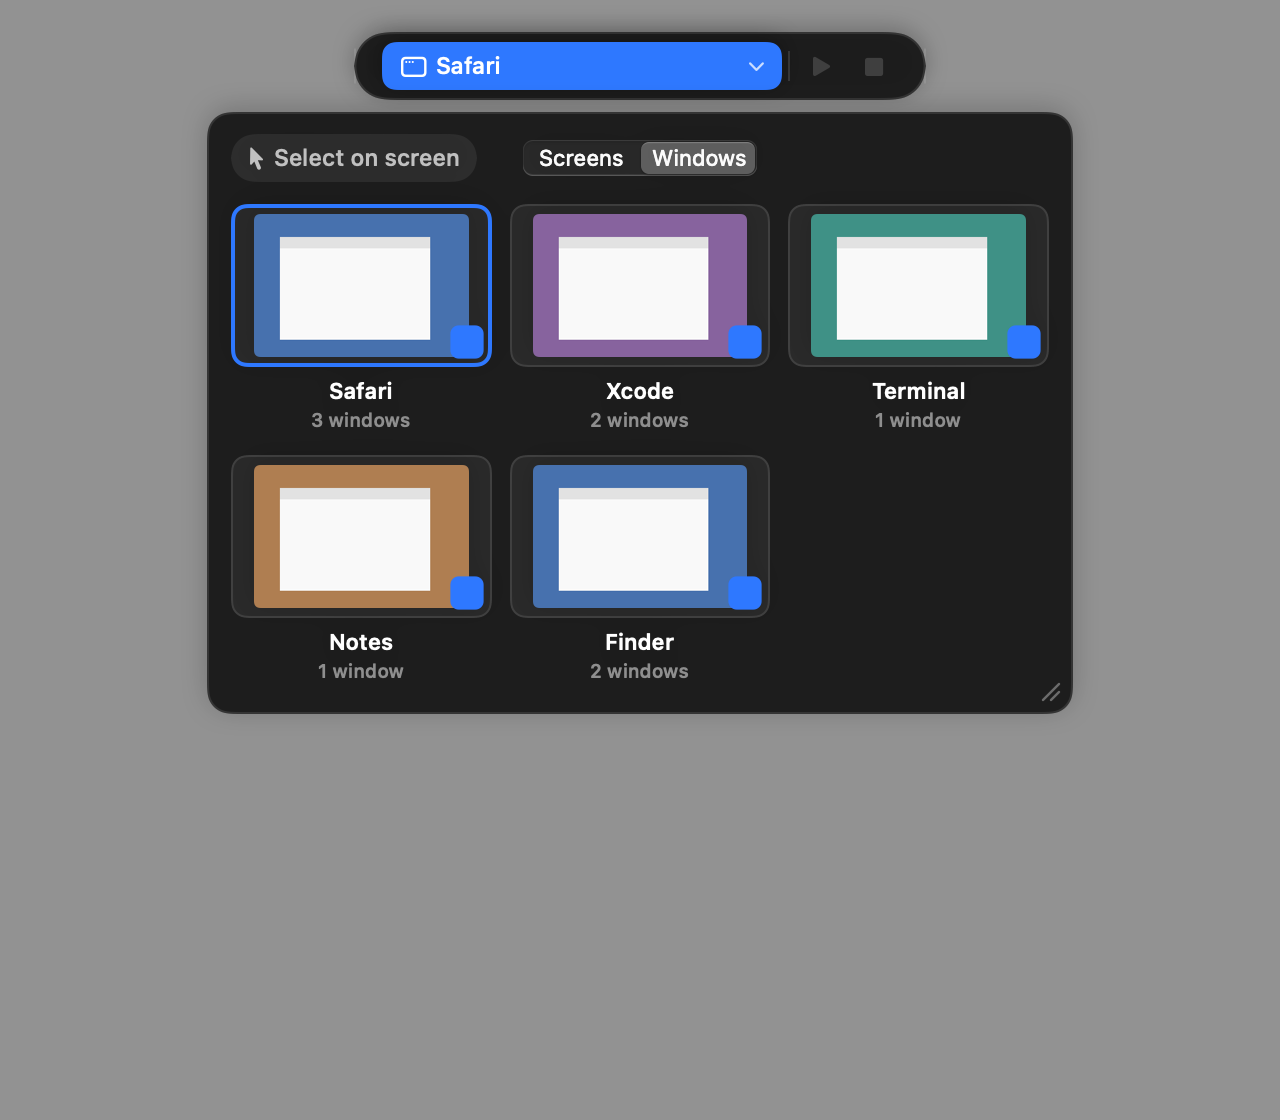 Safari
Select on screen
Screens
Windows
Safari
3 windows
Xcode
2 windows
Terminal
1 window
Notes
1 window
Finder
2 windows